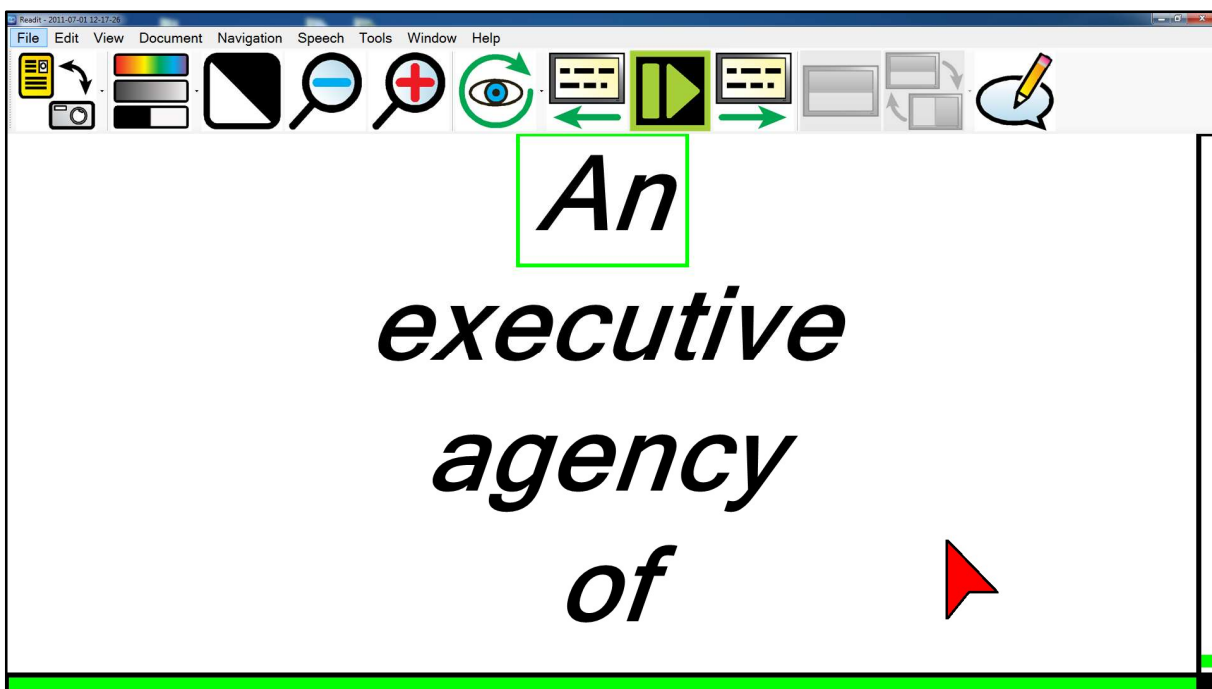 Readit - 2011-07-01 12-17-26
File Edit View Document Navigation Speech Tools Window Help
An
executive
agency
of